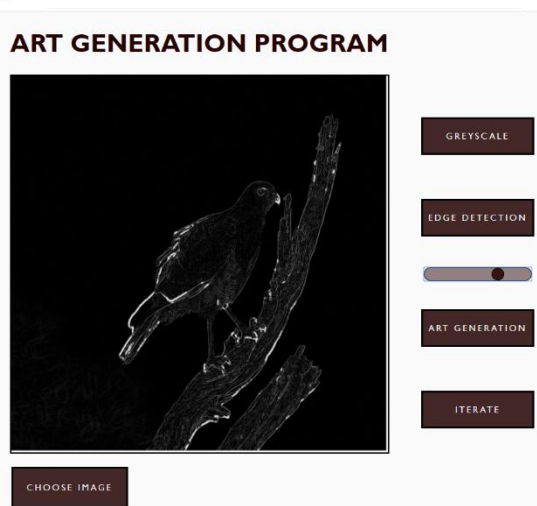 ART GENERATION PROGRAM
GREYSCALE
EDGE DETECTION
ART GENERATION
ITERATE
CHOOSE IMAGE